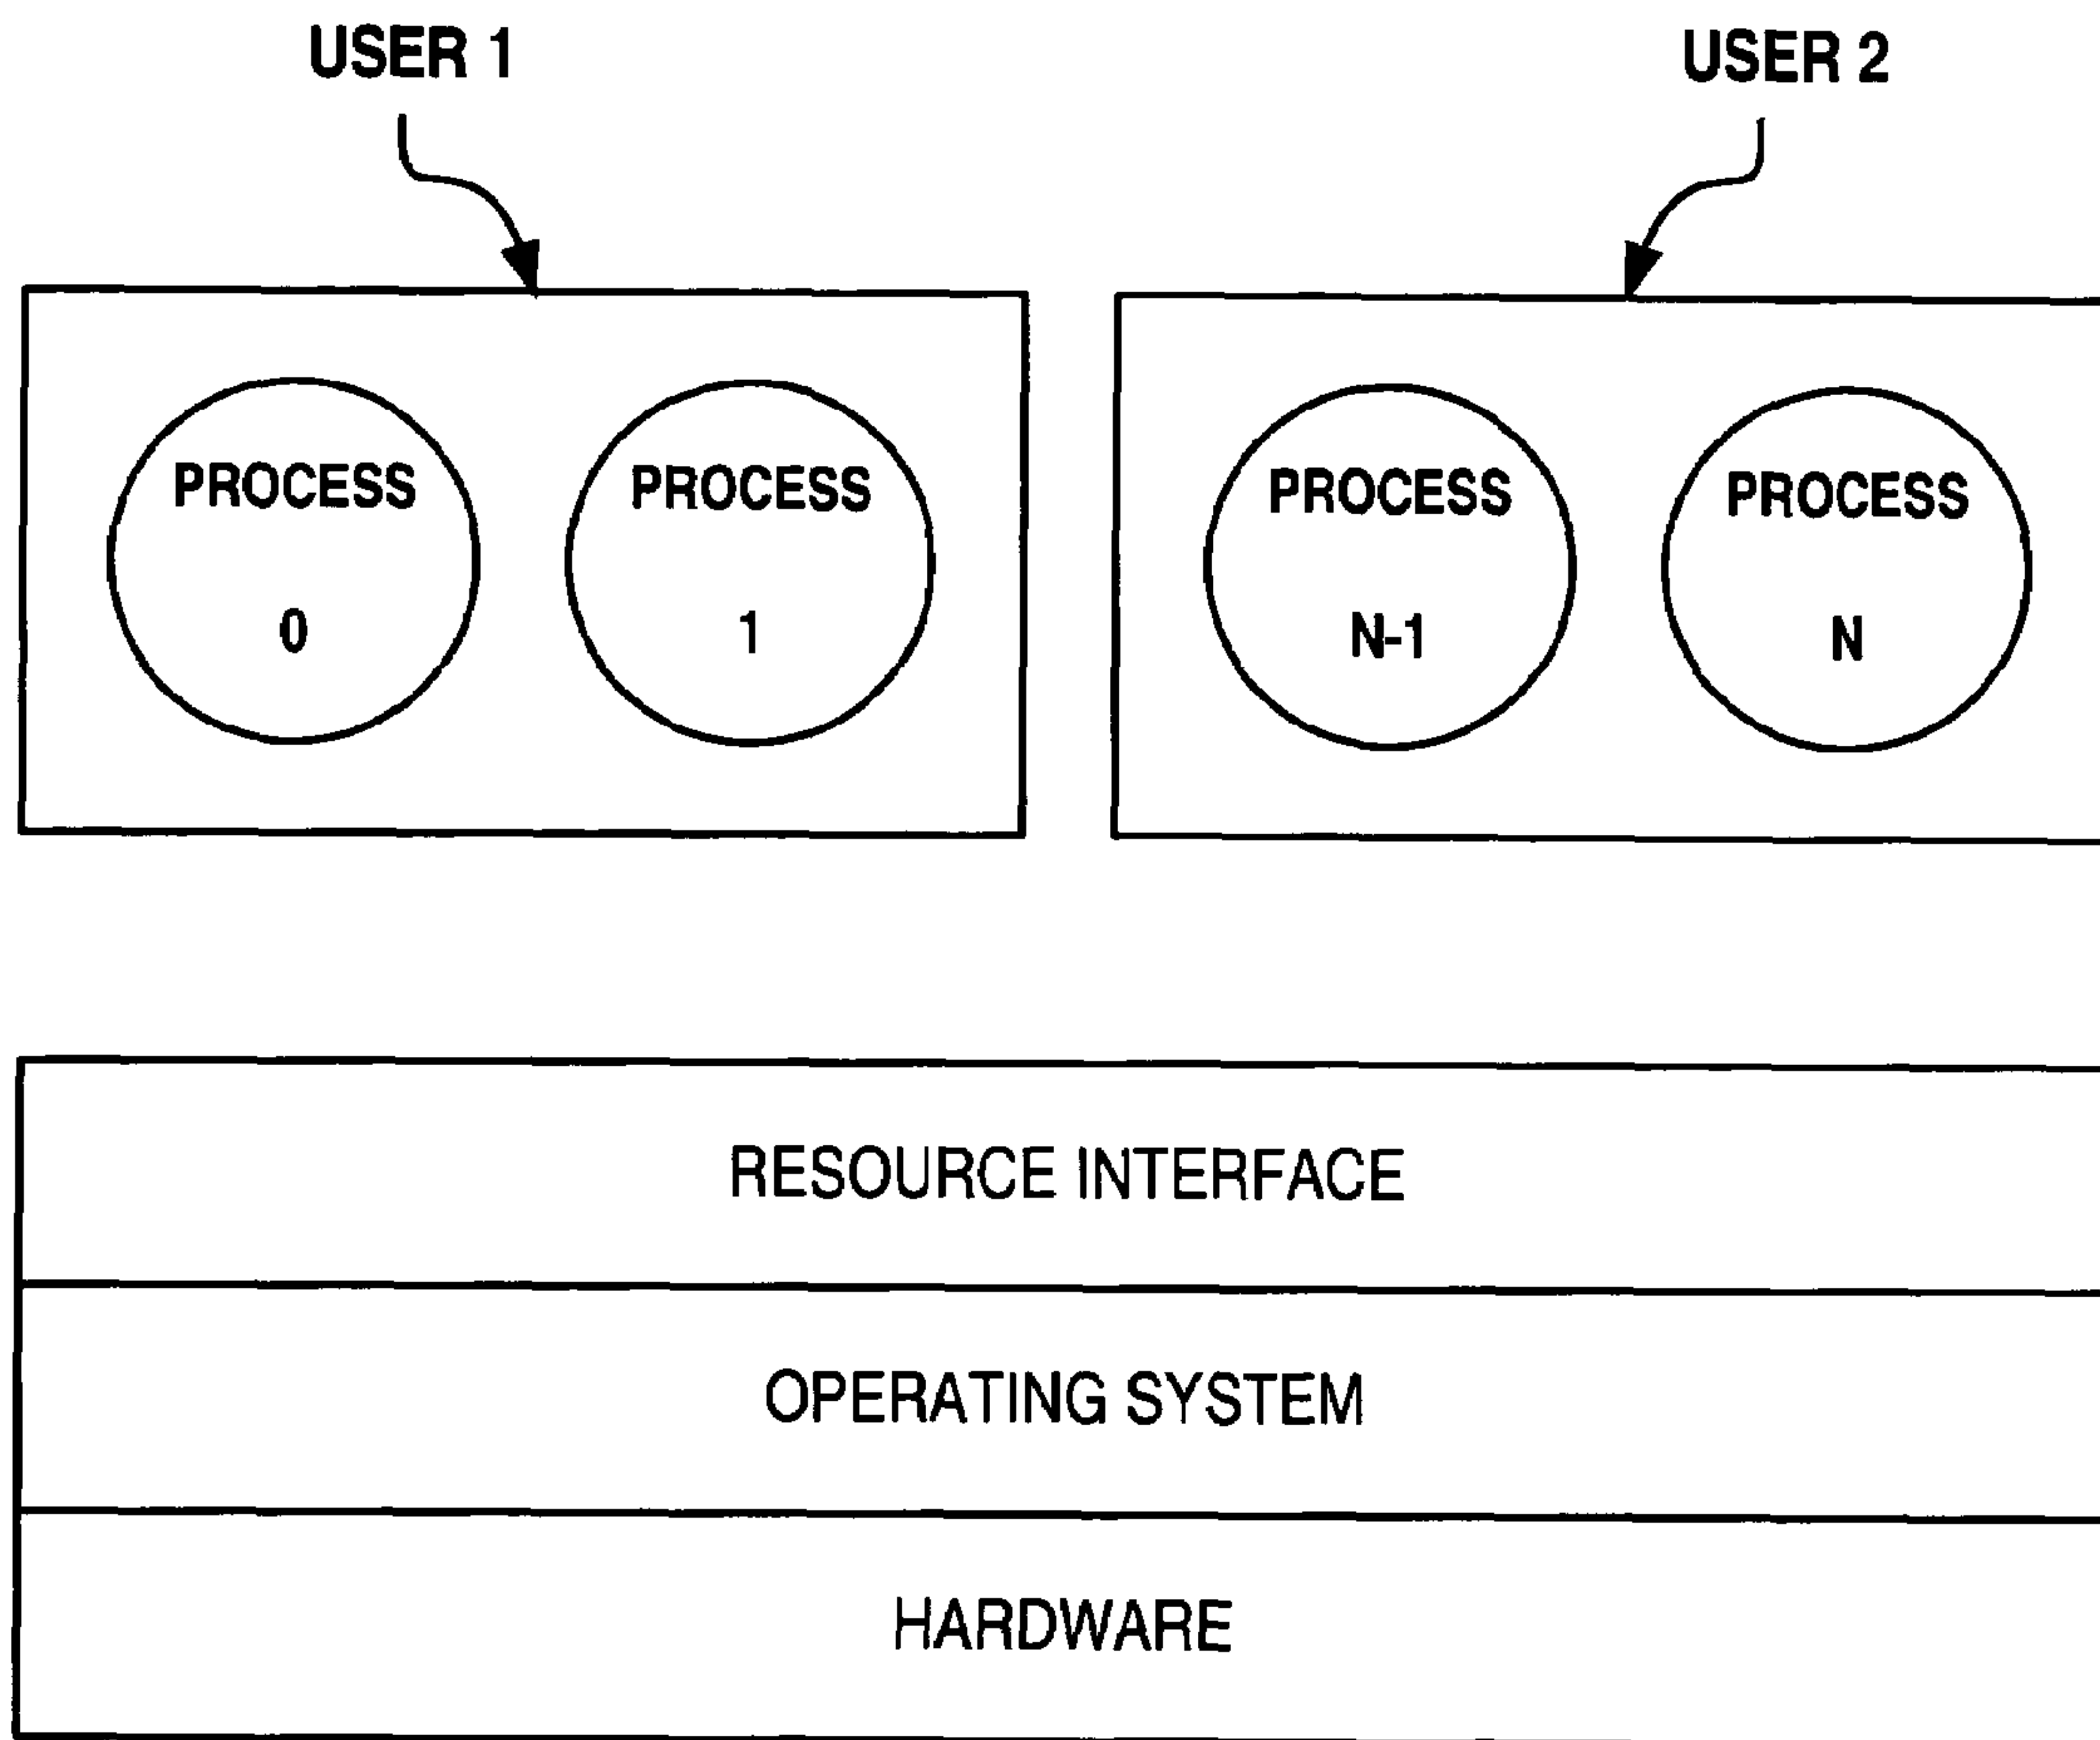 USER 1
USER 2
PROCESS
0
PROCESS
1
PROCESS
N-1
PROCESS
N
RESOURCE INTERFACE
OPERATING SYSTEM
HARDWARE